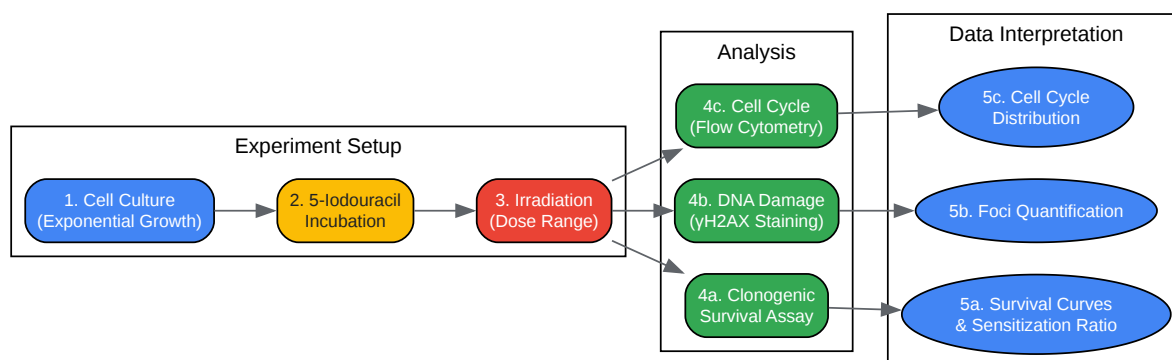 Experiment Setup
1. Cell Culture
(Exponential Growth)
2. 5-Iodouracil
Incubation
3. Irradiation
(Dose Range)
Analysis
4c. Cell Cycle
(Flow Cytometry)
4b. DNA Damage
(γH2AX Staining)
4a. Clonogenic
Survival Assay
Data Interpretation
5c. Cell Cycle
Distribution
5b. Foci Quantification
5a. Survival Curves
& Sensitization Ratio